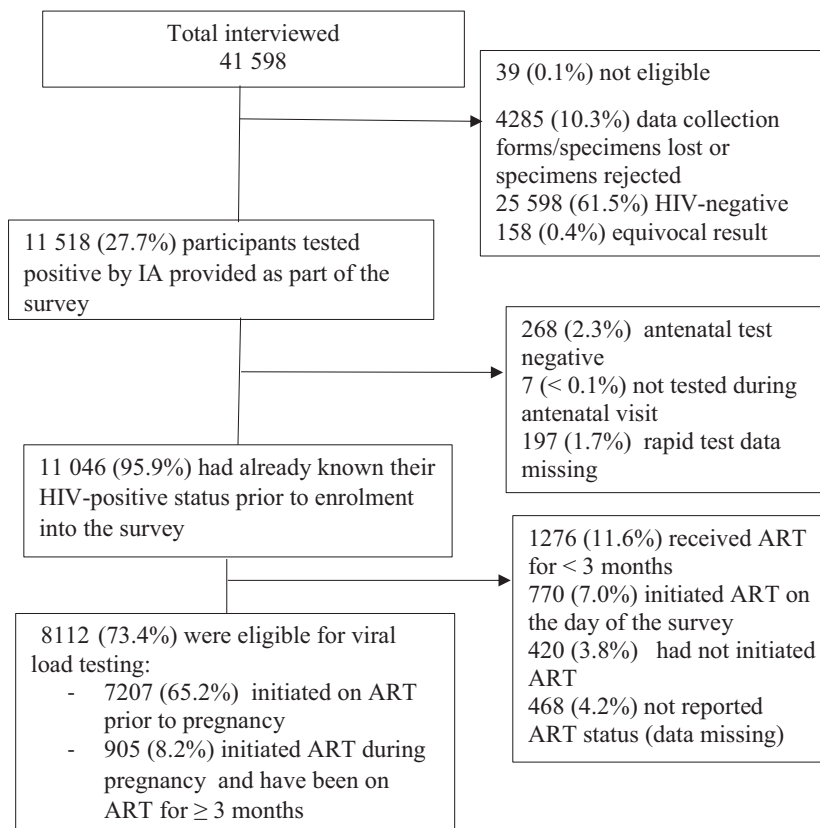 Total interviewed
41 598
39 (0.1%) not eligible
4285 (10.3%) data collection
forms/specimens lost or
specimens rejected
25 598 (61.5%) HIV-negative
158 (0.4%) equivocal result
11 518 (27.7%) participants tested
positive by IA provided as part of the
survey
268 (2.3%) antenatal test
negative
7 (< 0.1%) not tested during
antenatal visit
197 (1.7%) rapid test data
missing
11 046 (95.9%) had already known their
HIV-positive status prior to enrolment
into the survey
1276 (11.6%) received ART
for < 3 months
770 (7.0%) initiated ART on
the day of the survey
420 (3.8%) had not initiated
ART
468 (4.2%) not reported
ART status (data missing)
8112 (73.4%) were eligible for viral
load testing:
- 7207 (65.2%) initiated on ART
prior to pregnancy
- 905 (8.2%) initiated ART during
pregnancy and have been on
ART for ≥ 3 months